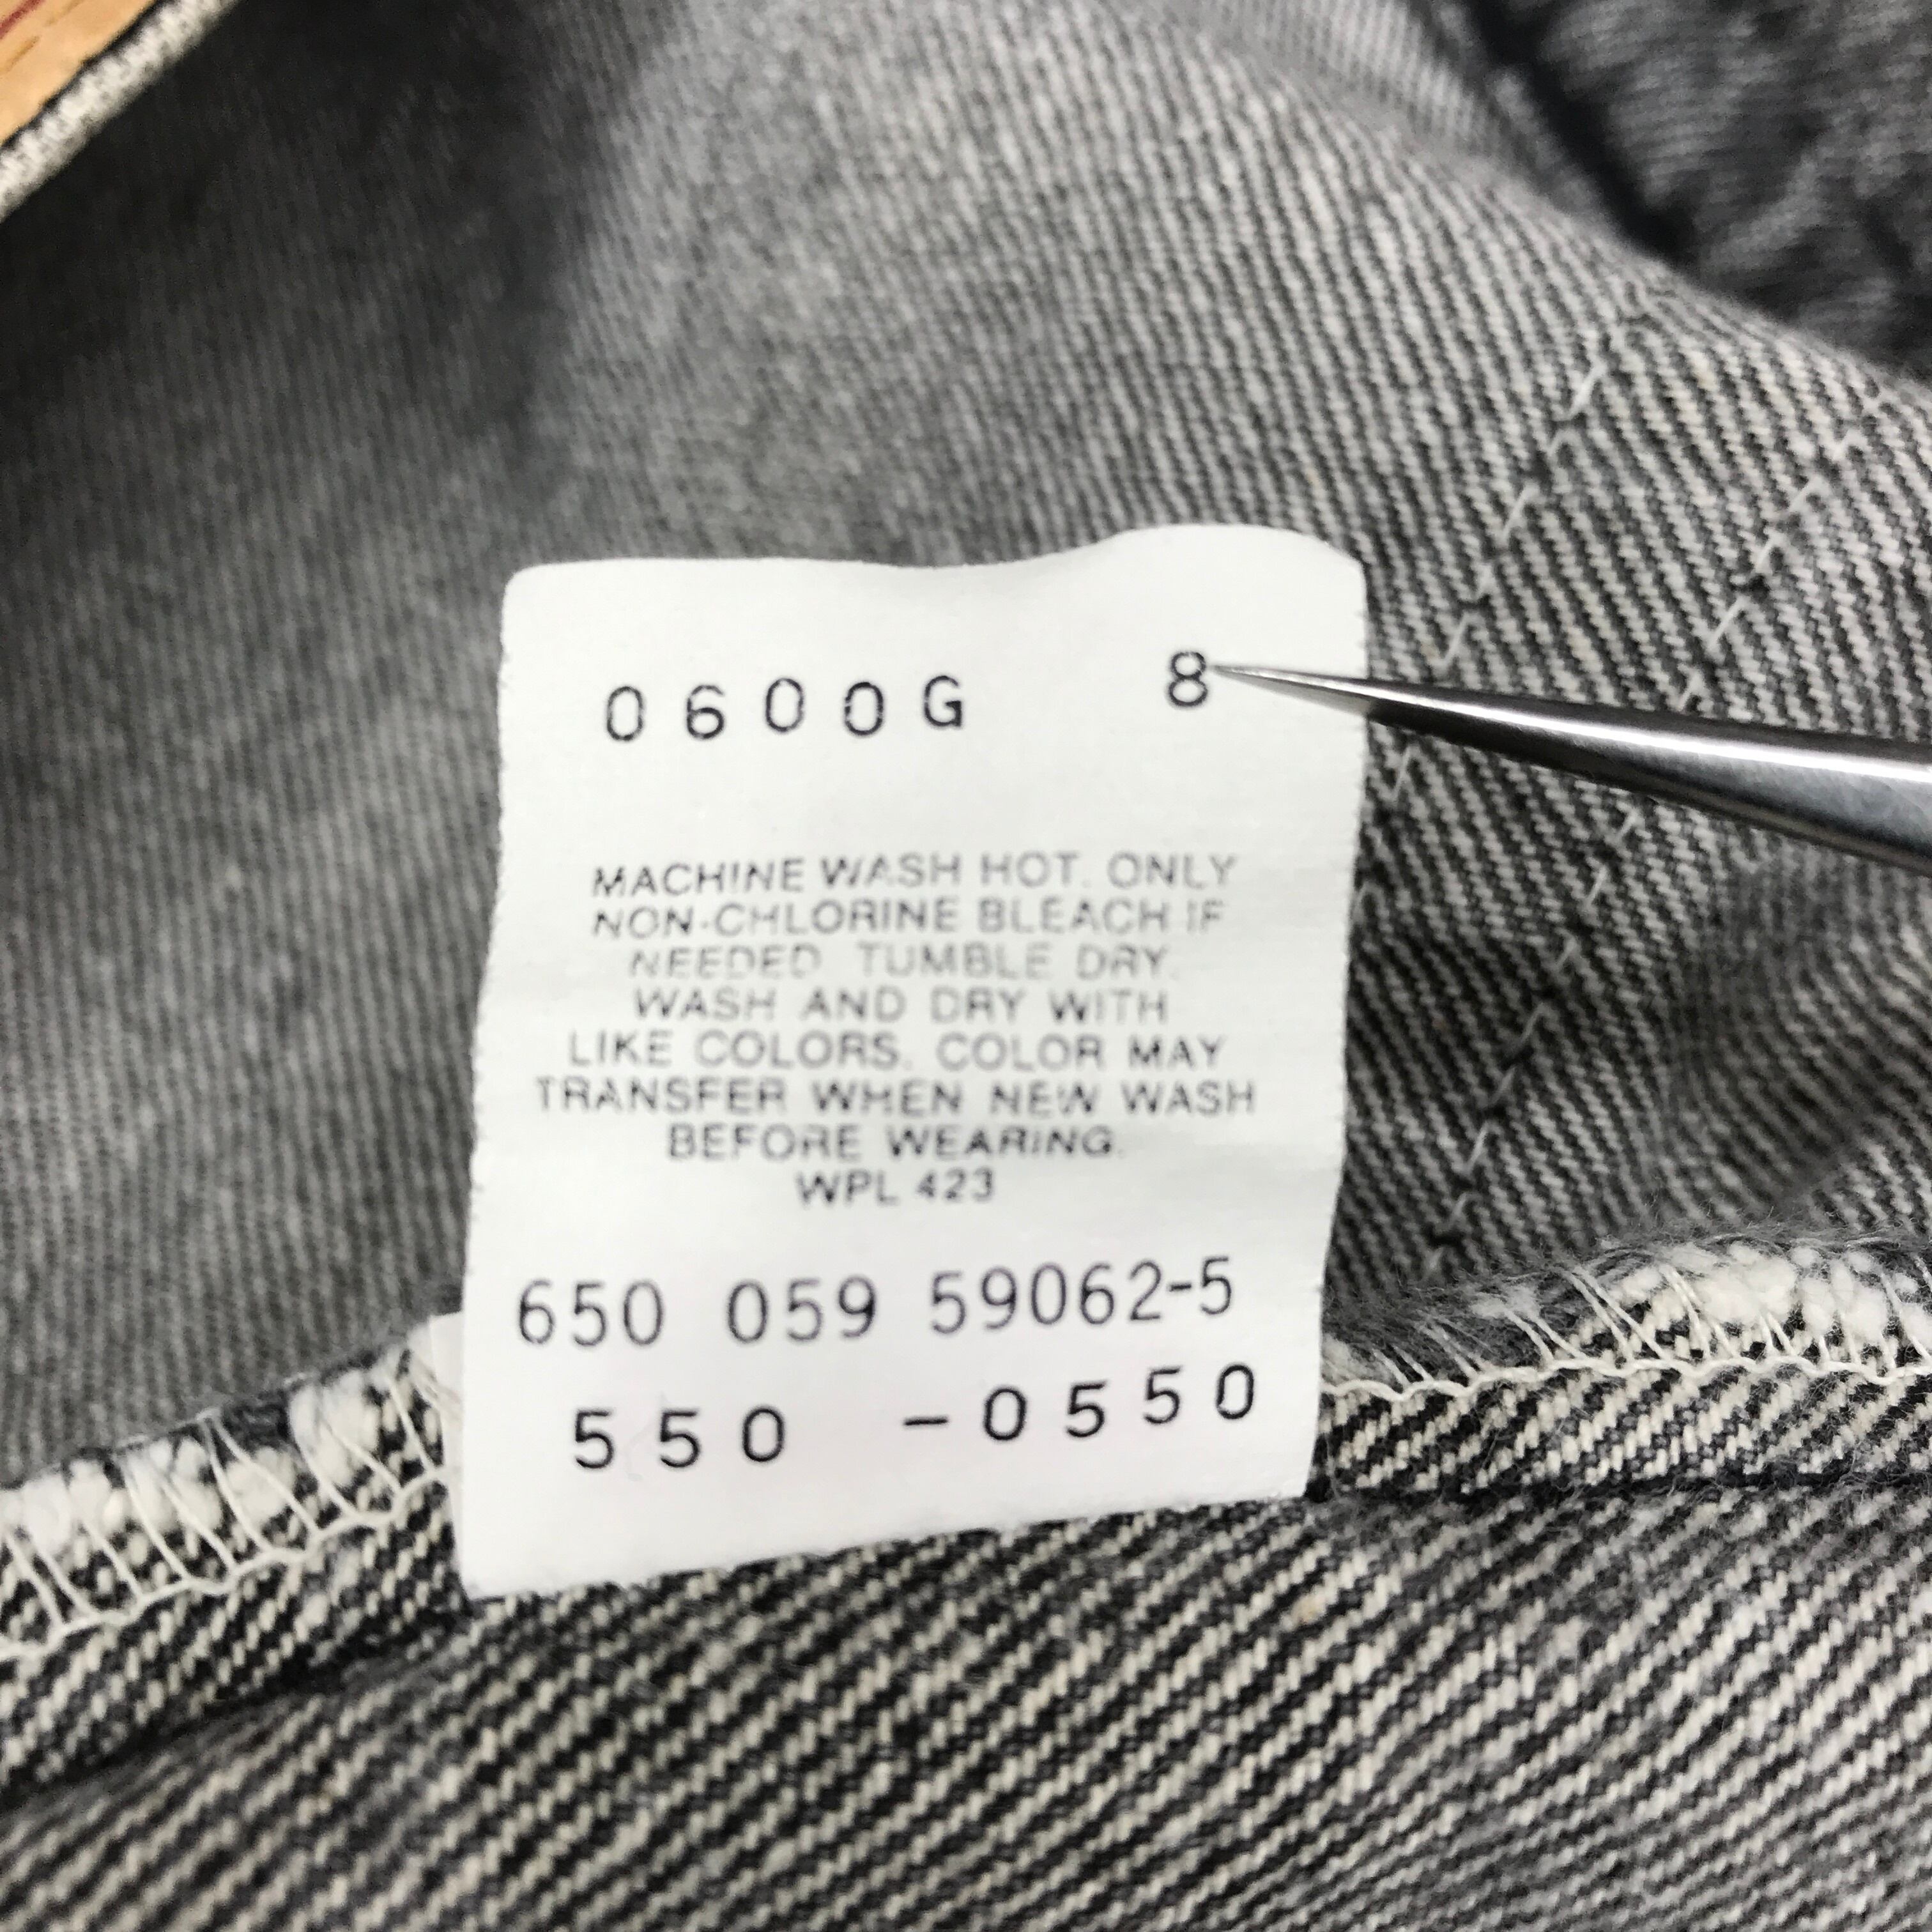 0600G 8
MACHINE WASH HOT. ONLY
NON-CHLORINE BLEACH IF
NEEDED. TUMBLE DRY.
WASH AND DRY WITH
LIKE COLORS. COLOR MAY
TRANSFER WHEN NEW WASH
BEFORE WEARING.
WPL 423
650 059 59062-5
550 -0550